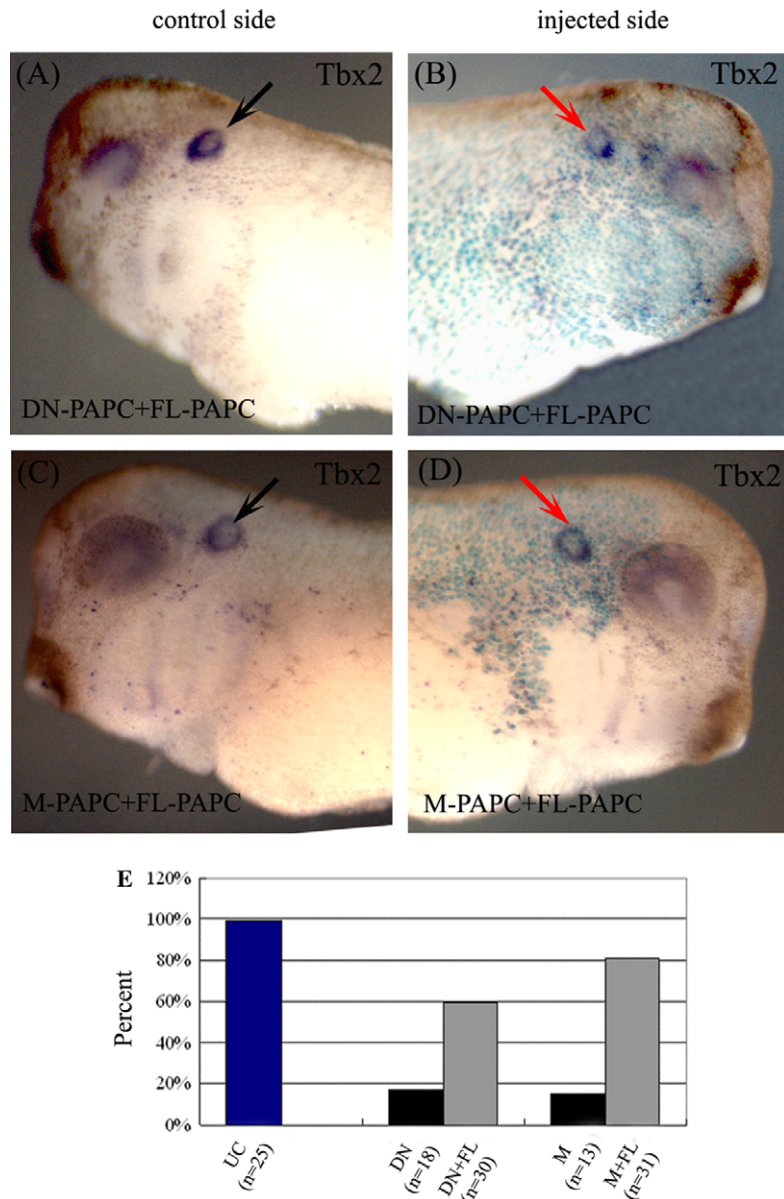 control side
injected side
(A)
Tbx2
DN-PAPC+FL-PAPC
(B)
Tbx2
DN-PAPC+FL-PAPC
(C)
Tbx2
M-PAPC+FL-PAPC
(D)
Tbx2
M-PAPC+FL-PAPC
E
120%
100%
80%
60%
40%
20%
0%
Percent
UC
(n=25)
DN
(n=18)
DN+FL
(n=30)
M
(n=13)
M+FL
(n=31)